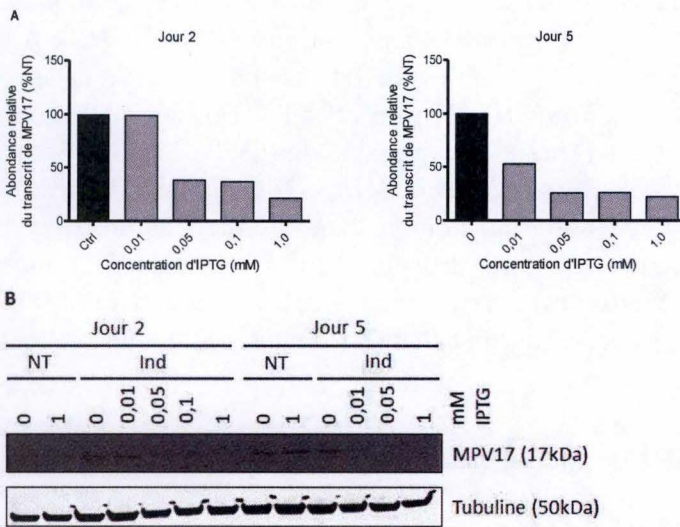 A
Jour 2
Abondance relative
du transcrit de MPV17 (%NT)
150
100
50
0
Ctrl
0,01
0,05
0,1
1,0
Concentration d'IPTG (mM)
Jour 5
Abondance relative
du transcrit de MPV17 (%NT)
150
100
50
0
0
0,01
0,05
0,1
1,0
Concentration d'IPTG (mM)
B
Jour 2 Jour 5
NT Ind NT Ind
0 1 0 0,01 0,05 0,1 1 0 1 0 0,01 0,05 1 mM IPTG
MPV17 (17kDa)
Tubuline (50kDa)